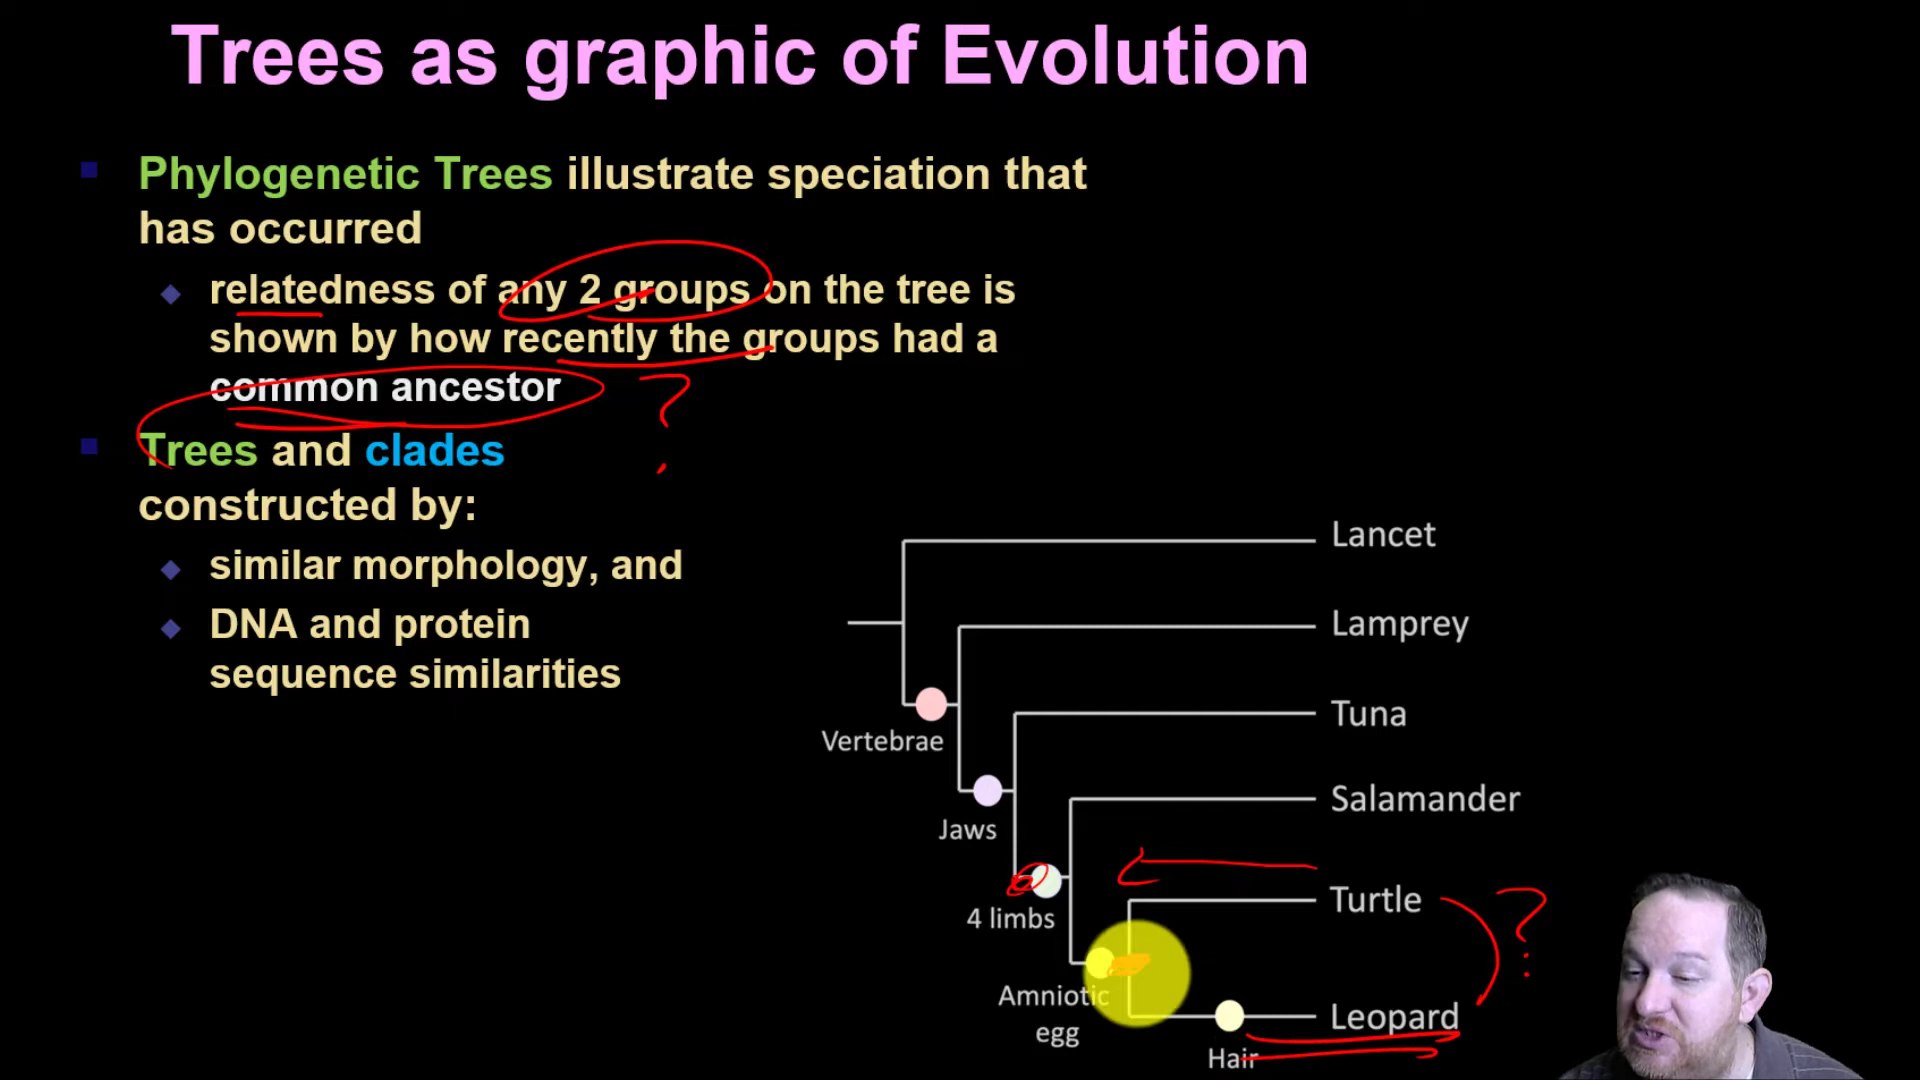 Trees as graphic of Evolution
Phylogenetic Trees illustrate speciation that
has occurred
relatedness of any 2 groups on the tree is
shown by how recently the groups had a
common ancestor
?
Trees and clades
constructed by:
similar morphology, and
DNA and protein
sequence similarities
Lancet
Lamprey
Tuna
Vertebrae
Salamander
Jaws
Turtle
?
4 limbs
Amniotic
egg
Leopard
Hair